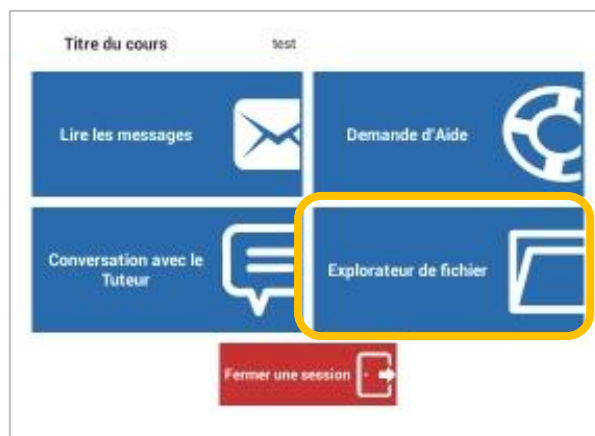 Titre du cours test
Lire les messages
Demande d'Aide
Conversation avec le
Tuteur
Explorateur de fichier
Fermer une session